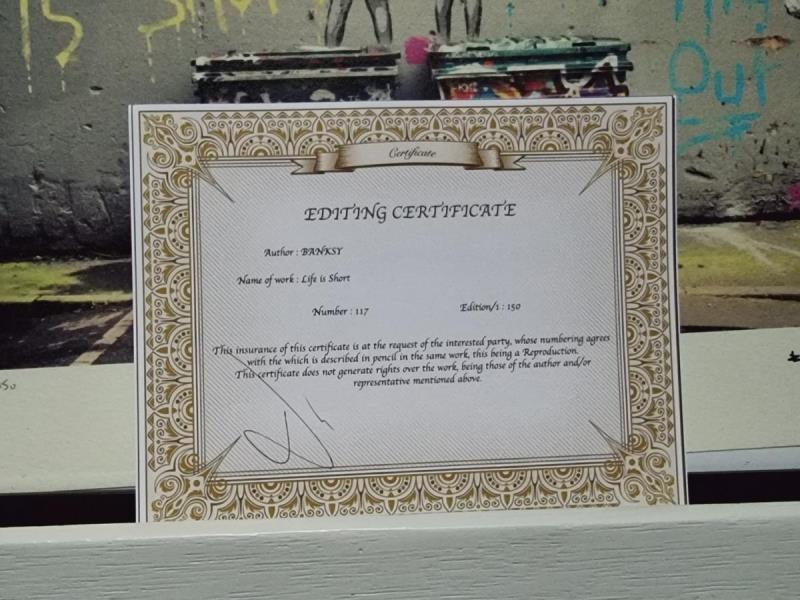 15 SHORT
Out
Certificate
EDITING CERTIFICATE
Author : BANKSY
Name of work : Life is Short
Number : 117 Edition/1 : 150
This insurance of this certificate is at the request of the interested party, whose numbering agrees
with the which is described in pencil in the same work, this being a Reproduction.
This certificate does not generate rights over the work, being those of the author and/or
representative mentioned above.